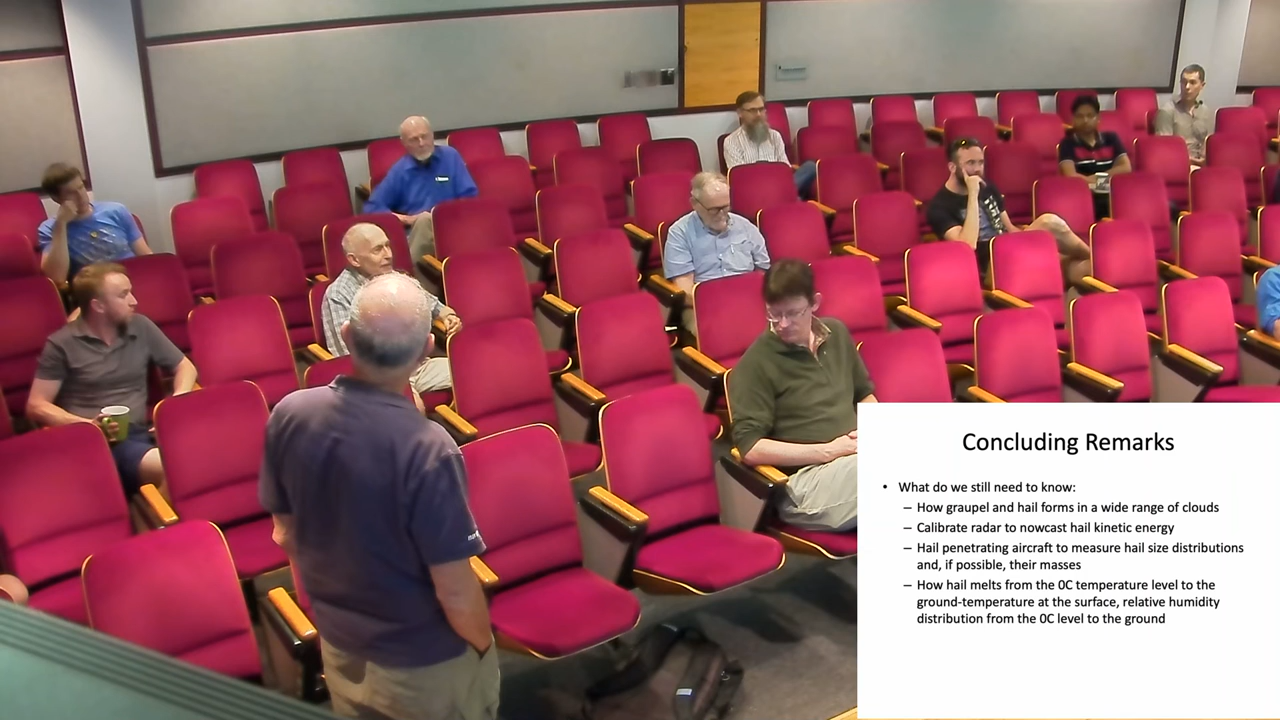 Concluding Remarks
• What do we still need to know:
– How graupel and hail forms in a wide range of clouds
– Calibrate radar to nowcast hail kinetic energy
– Hail penetrating aircraft to measure hail size distributions
and, if possible, their masses
– How hail melts from the 0C temperature level to the
ground-temperature at the surface, relative humidity
distribution from the 0C level to the ground